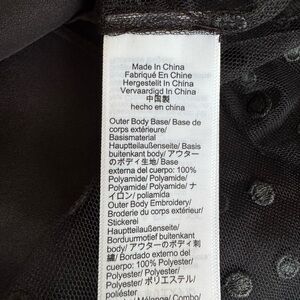 Made In China
Fabriqué En Chine
Hergestellt In China
Vervaardigd In China
中国製
hecho en china
Outer Body Base/ Base de
corps extérieure/
Basismaterial
Hauptteilaußenseite/ Basis
buitenkant body/ アウター
のボディ生地/ Base
externa del cuerpo: 100%
Polyamide/ Polyamide/
Polyamid/ Polyamide/ ナイ
ロン/ poliamida
Outer Body Embroidery/
Broderie du corps extérieur/
Stickerei
Hauptteilaußenseite/
Borduurmotief buitenkant
body/ アウターのボディ刺
繍/ Bordado externo del
cuerpo: 100% Polyester/
Polyester/ Polyester/
Polyester/ ポリエステル/
poliéster
Mélange/ Combo/